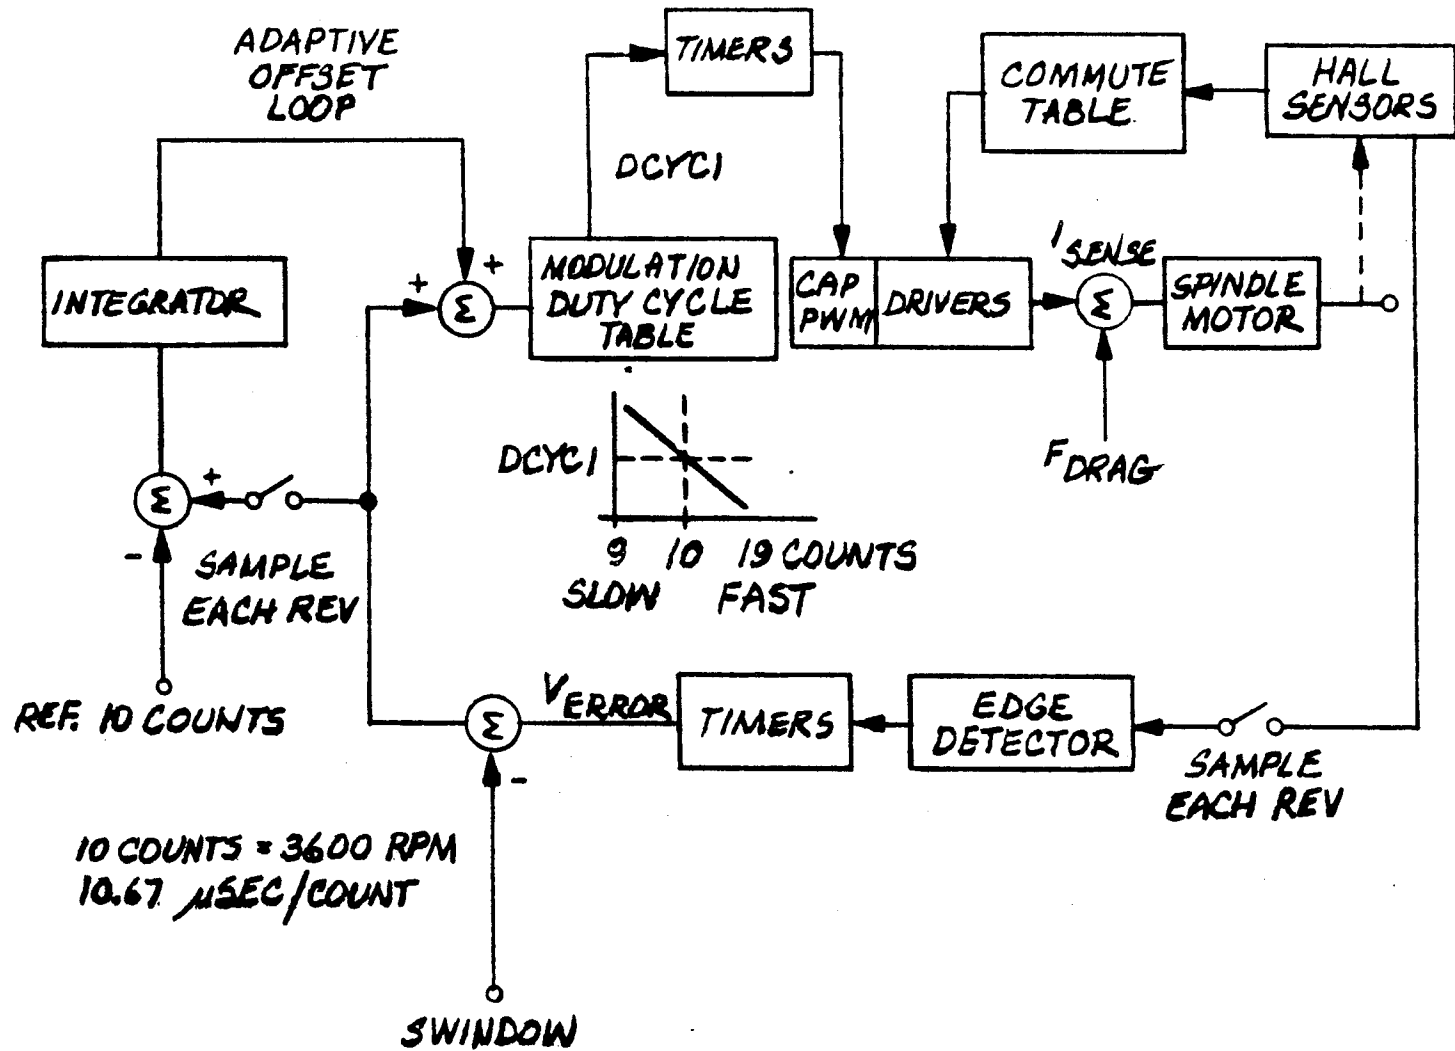 ADAPTIVE
OFFSET
LOOP
TIMERS
COMMUTE
TABLE
HALL
SENSORS
DCYC1
INTEGRATOR
+
+
Σ
MODULATION
DUTY CYCLE
TABLE
CAP
PWM
DRIVERS
I SENSE
Σ
SPINDLE
MOTOR
F DRAG
DCYC1
9 10 19 COUNTS
SLOW FAST
Σ
+
-
SAMPLE
EACH REV
REF. 10 COUNTS
Σ
-
V ERROR
TIMERS
EDGE
DETECTOR
SAMPLE
EACH REV
10 COUNTS = 3600 RPM
10.67 µSEC/COUNT
SWINDOW